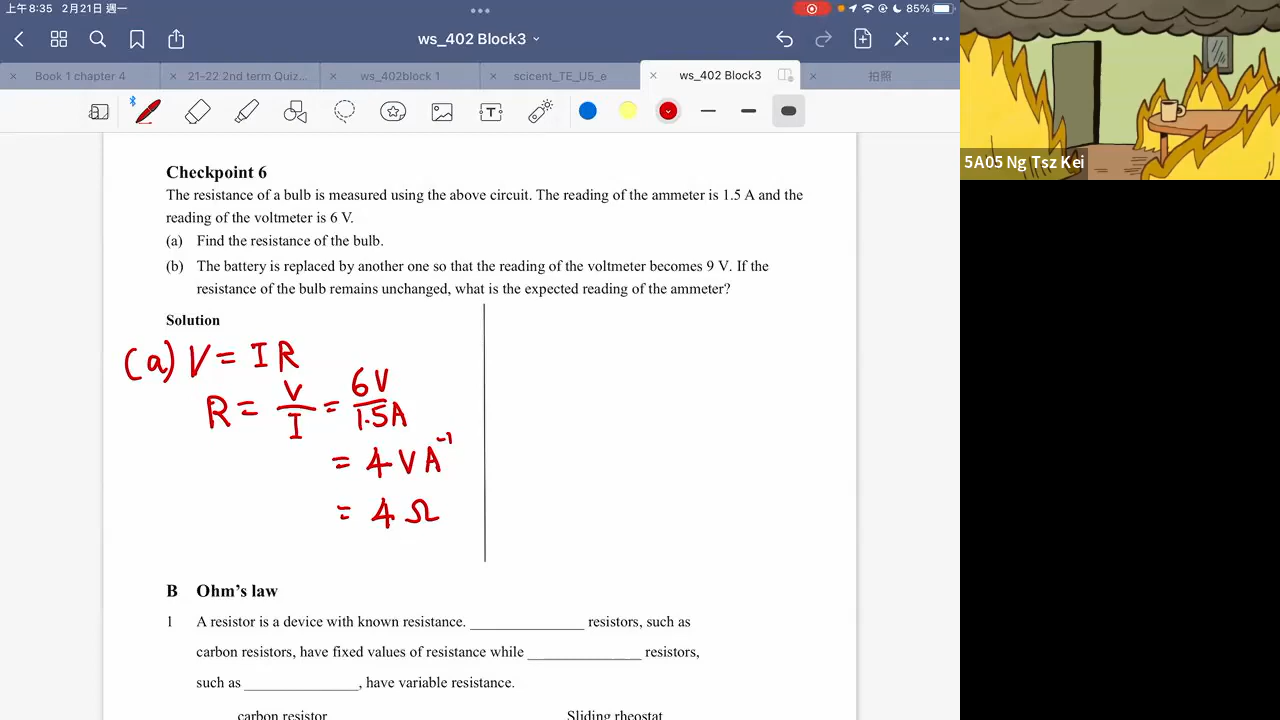 上午8:35 2月21日 週一
85%
ws_402 Block3
Book 1 chapter 4
21-22 2nd term Quiz...
ws_402block 1
scicent_TE_U5_e
ws_402 Block3
拍照
5A05 Ng Tsz Kei
Checkpoint 6
The resistance of a bulb is measured using the above circuit. The reading of the ammeter is 1.5 A and the
reading of the voltmeter is 6 V.
(a) Find the resistance of the bulb.
(b) The battery is replaced by another one so that the reading of the voltmeter becomes 9 V. If the
resistance of the bulb remains unchanged, what is the expected reading of the ammeter?
Solution
(a) V = IR
R = V/I = 6V/1.5A
= 4 V A⁻¹
= 4 Ω
B Ohm's law
1 A resistor is a device with known resistance. _______________ resistors, such as
carbon resistors, have fixed values of resistance while _______________ resistors,
such as _______________, have variable resistance.
carbon resistor Sliding rheostat